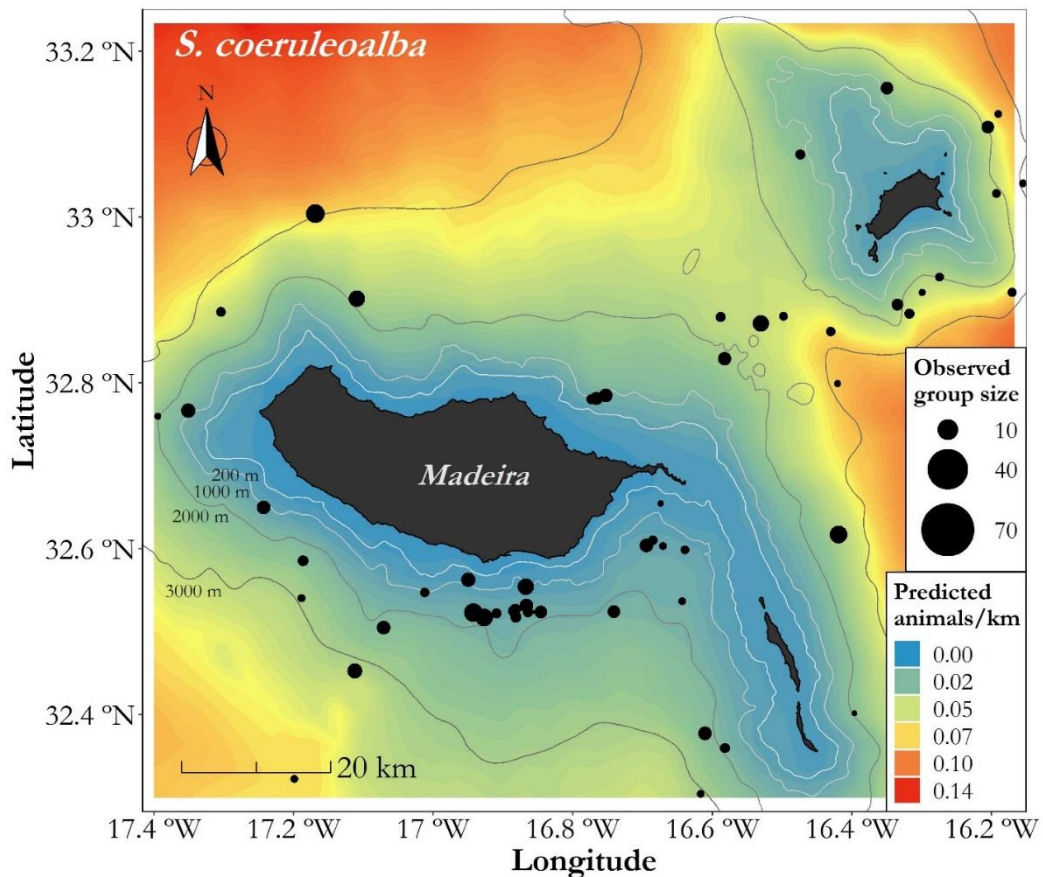 S. coeruleoalba
N
Madeira
200 m
1000 m
2000 m
3000 m
20 km
33.2 ºN
33 ºN
32.8 ºN
32.6 ºN
32.4 ºN
Latitude
17.4 ºW
17.2 ºW
17 ºW
16.8 ºW
16.6 ºW
16.4 ºW
16.2 ºW
Longitude
Observed
group size
10
40
70
Predicted
animals/km
0.00
0.02
0.05
0.07
0.10
0.14